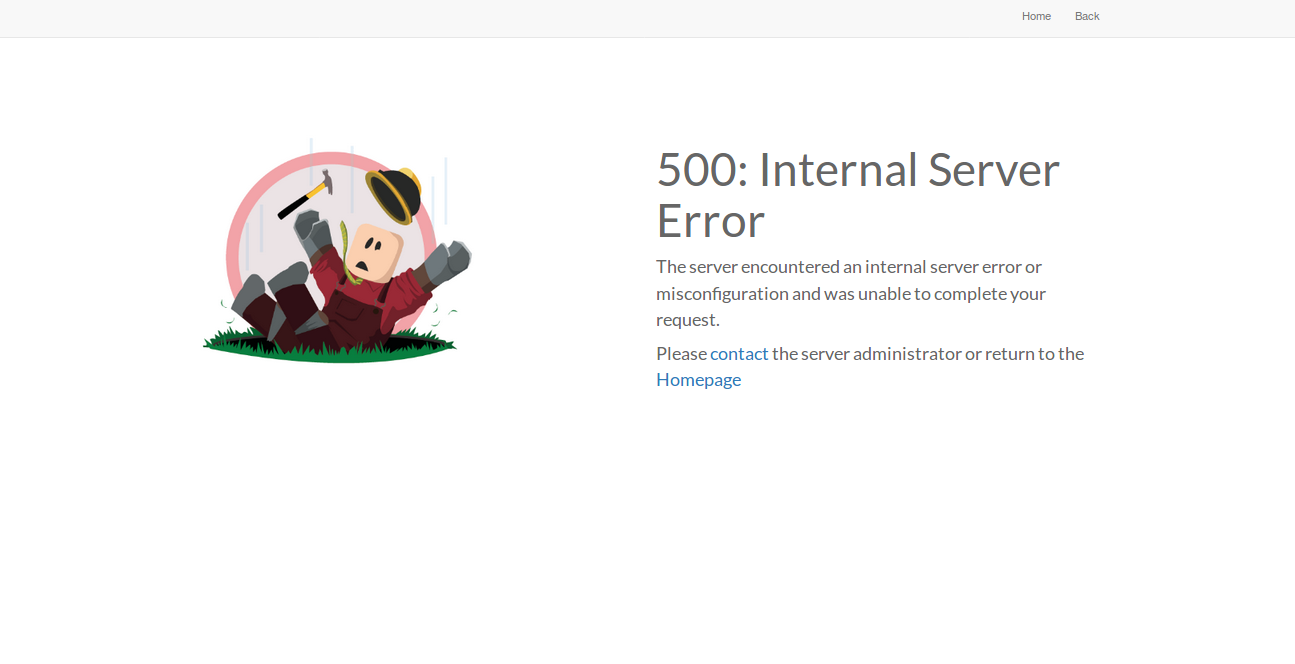 Home Back
500: Internal Server
Error
The server encountered an internal server error or
misconfiguration and was unable to complete your
request.
Please contact the server administrator or return to the
Homepage